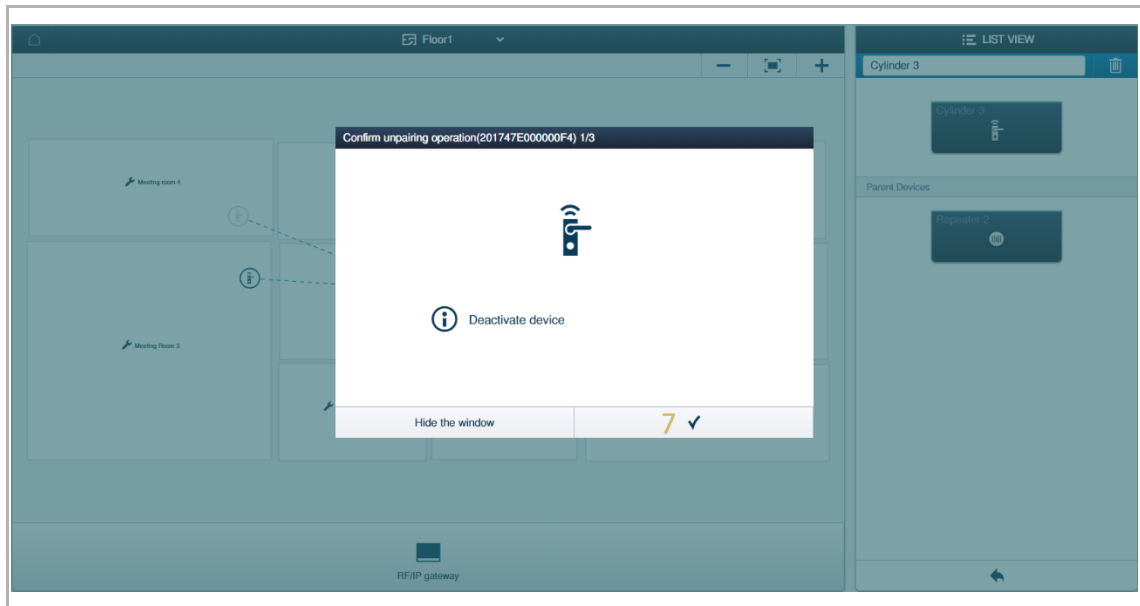 Floor1
LIST VIEW
Cylinder 3
Cylinder 3
Confirm unpairing operation(201747E000000F4) 1/3
Meeting room 4
Parent Devices
Repeater 2
Deactivate device
Meeting Room 3
Hide the window
7
RF/IP gateway